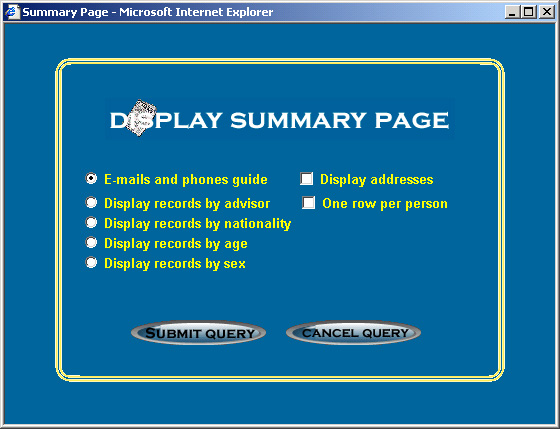 Summary Page - Microsoft Internet Explorer
DISPLAY SUMMARY PAGE
E-mails and phones guide Display addresses
Display records by advisor One row per person
Display records by nationality
Display records by age
Display records by sex
SUBMIT QUERY CANCEL QUERY